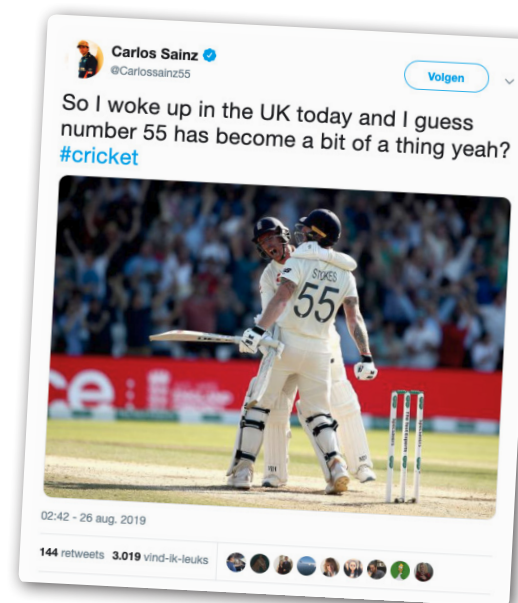 Carlos Sainz
@Carlossainz55
Volgen
So I woke up in the UK today and I guess
number 55 has become a bit of a thing yeah?
#cricket
STOKES
55
ce
02:42 - 26 aug. 2019
144 retweets 3.019 vind-ik-leuks